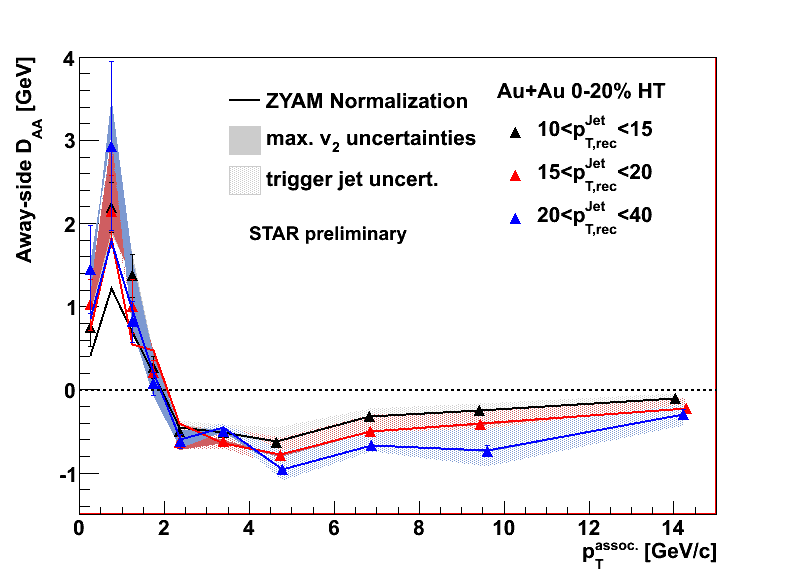 Away-side D_AA [GeV]
4
3
2
1
0
-1
ZYAM Normalization
max. v_2 uncertainties
trigger jet uncert.
STAR preliminary
Au+Au 0-20% HT
10<p_T,rec^Jet <15
15<p_T,rec^Jet <20
20<p_T,rec^Jet <40
0 2 4 6 8 10 12 14
p_T^assoc. [GeV/c]